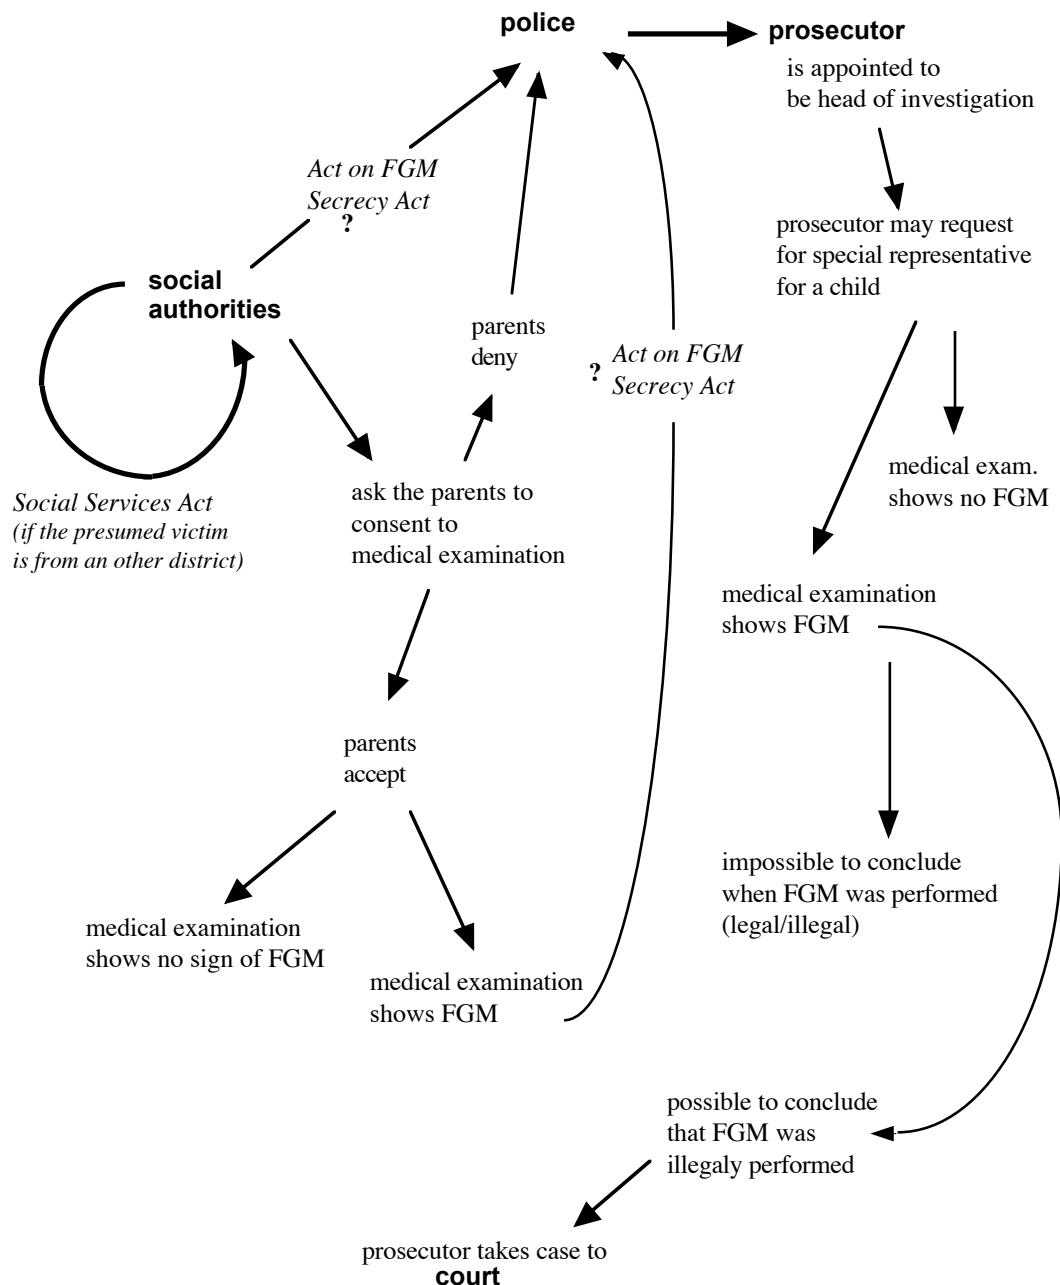 police
prosecutor
is appointed to
be head of investigation
Act on FGM
Secrecy Act
?
prosecutor may request
for special representative
for a child
social
authorities
parents
deny
? Act on FGM
Secrecy Act
medical exam.
shows no FGM
Social Services Act
(if the presumed victim
is from an other district)
ask the parents to
consent to
medical examination
medical examination
shows FGM
parents
accept
impossible to conclude
when FGM was performed
(legal/illegal)
medical examination
shows no sign of FGM
medical examination
shows FGM
possible to conclude
that FGM was
illegaly performed
prosecutor takes case to
court